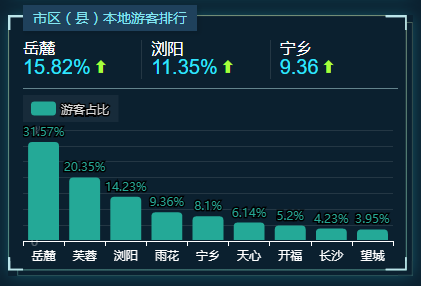 市区（县）本地游客排行
岳麓 浏阳 宁乡
15.82% 11.35% 9.36
游客占比
31.57%
20.35%
14.23%
9.36%
8.1%
6.14%
5.2%
4.23%
3.95%
0
岳麓 芙蓉 浏阳 雨花 宁乡 天心 开福 长沙 望城